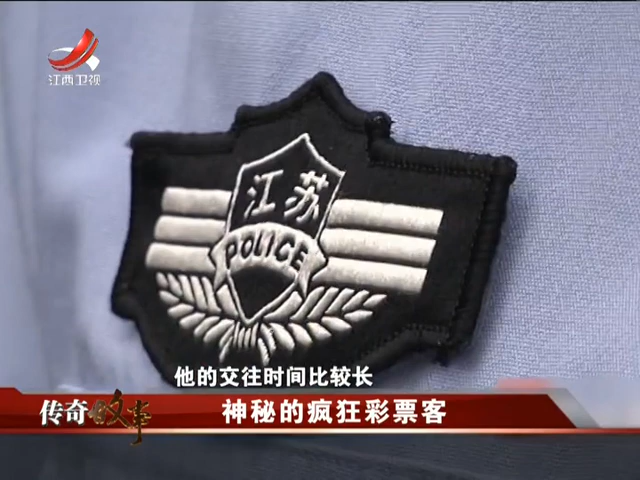 江西卫视
江苏
POLICE
他的交往时间比较长
传奇故事
神秘的疯狂彩票客